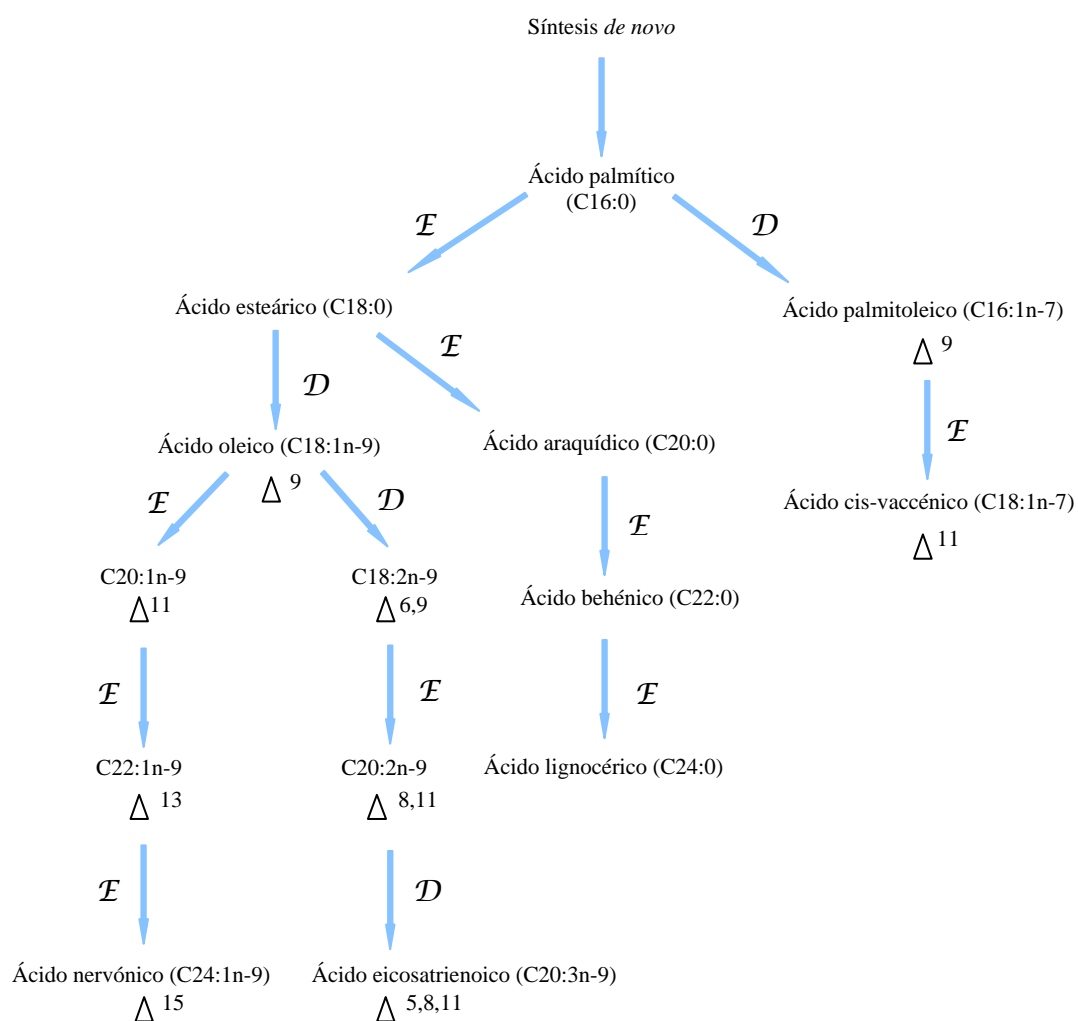 Síntesis de novo
Ácido palmítico
(C16:0)
E
D
Ácido esteárico (C18:0)
Ácido palmitoleico (C16:1n-7)
E
Δ 9
D
E
Ácido oleico (C18:1n-9)
Ácido araquídico (C20:0)
Δ 9
E
D
Ácido cis-vaccénico (C18:1n-7)
E
Δ 11
C20:1n-9
C18:2n-9
Ácido behénico (C22:0)
Δ 11
Δ 6,9
E
E
E
C22:1n-9
C20:2n-9
Ácido lignocérico (C24:0)
Δ 13
Δ 8,11
E
D
Ácido nervónico (C24:1n-9)
Ácido eicosatrienoico (C20:3n-9)
Δ 15
Δ 5,8,11